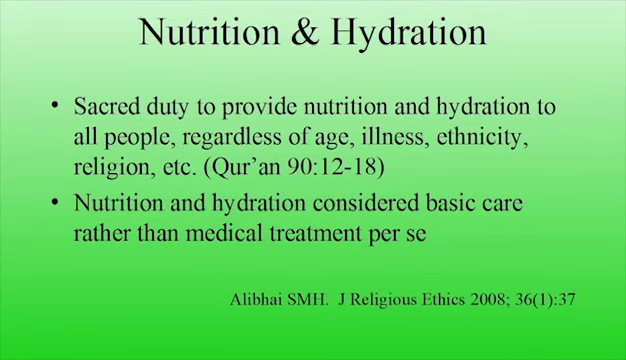 Nutrition & Hydration
• Sacred duty to provide nutrition and hydration to
all people, regardless of age, illness, ethnicity,
religion, etc. (Qur’an 90:12-18)
• Nutrition and hydration considered basic care
rather than medical treatment per se
Alibhai SMH. J Religious Ethics 2008; 36(1):37